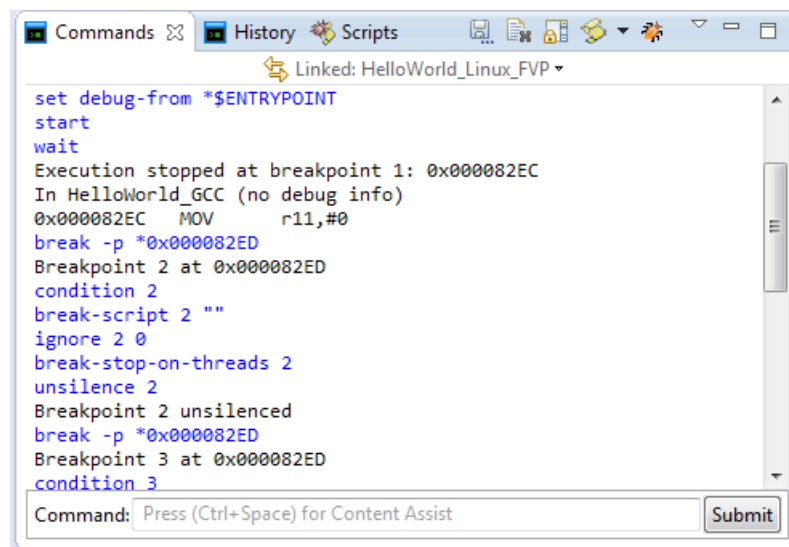 Commands History Scripts
Linked: HelloWorld_Linux_FVP
set debug-from *$ENTRYPOINT
start
wait
Execution stopped at breakpoint 1: 0x000082EC
In HelloWorld_GCC (no debug info)
0x000082EC   MOV      r11,#0
break -p *0x000082ED
Breakpoint 2 at 0x000082ED
condition 2
break-script 2 ""
ignore 2 0
break-stop-on-threads 2
unsilence 2
Breakpoint 2 unsilenced
break -p *0x000082ED
Breakpoint 3 at 0x000082ED
condition 3
Command: Press (Ctrl+Space) for Content Assist Submit